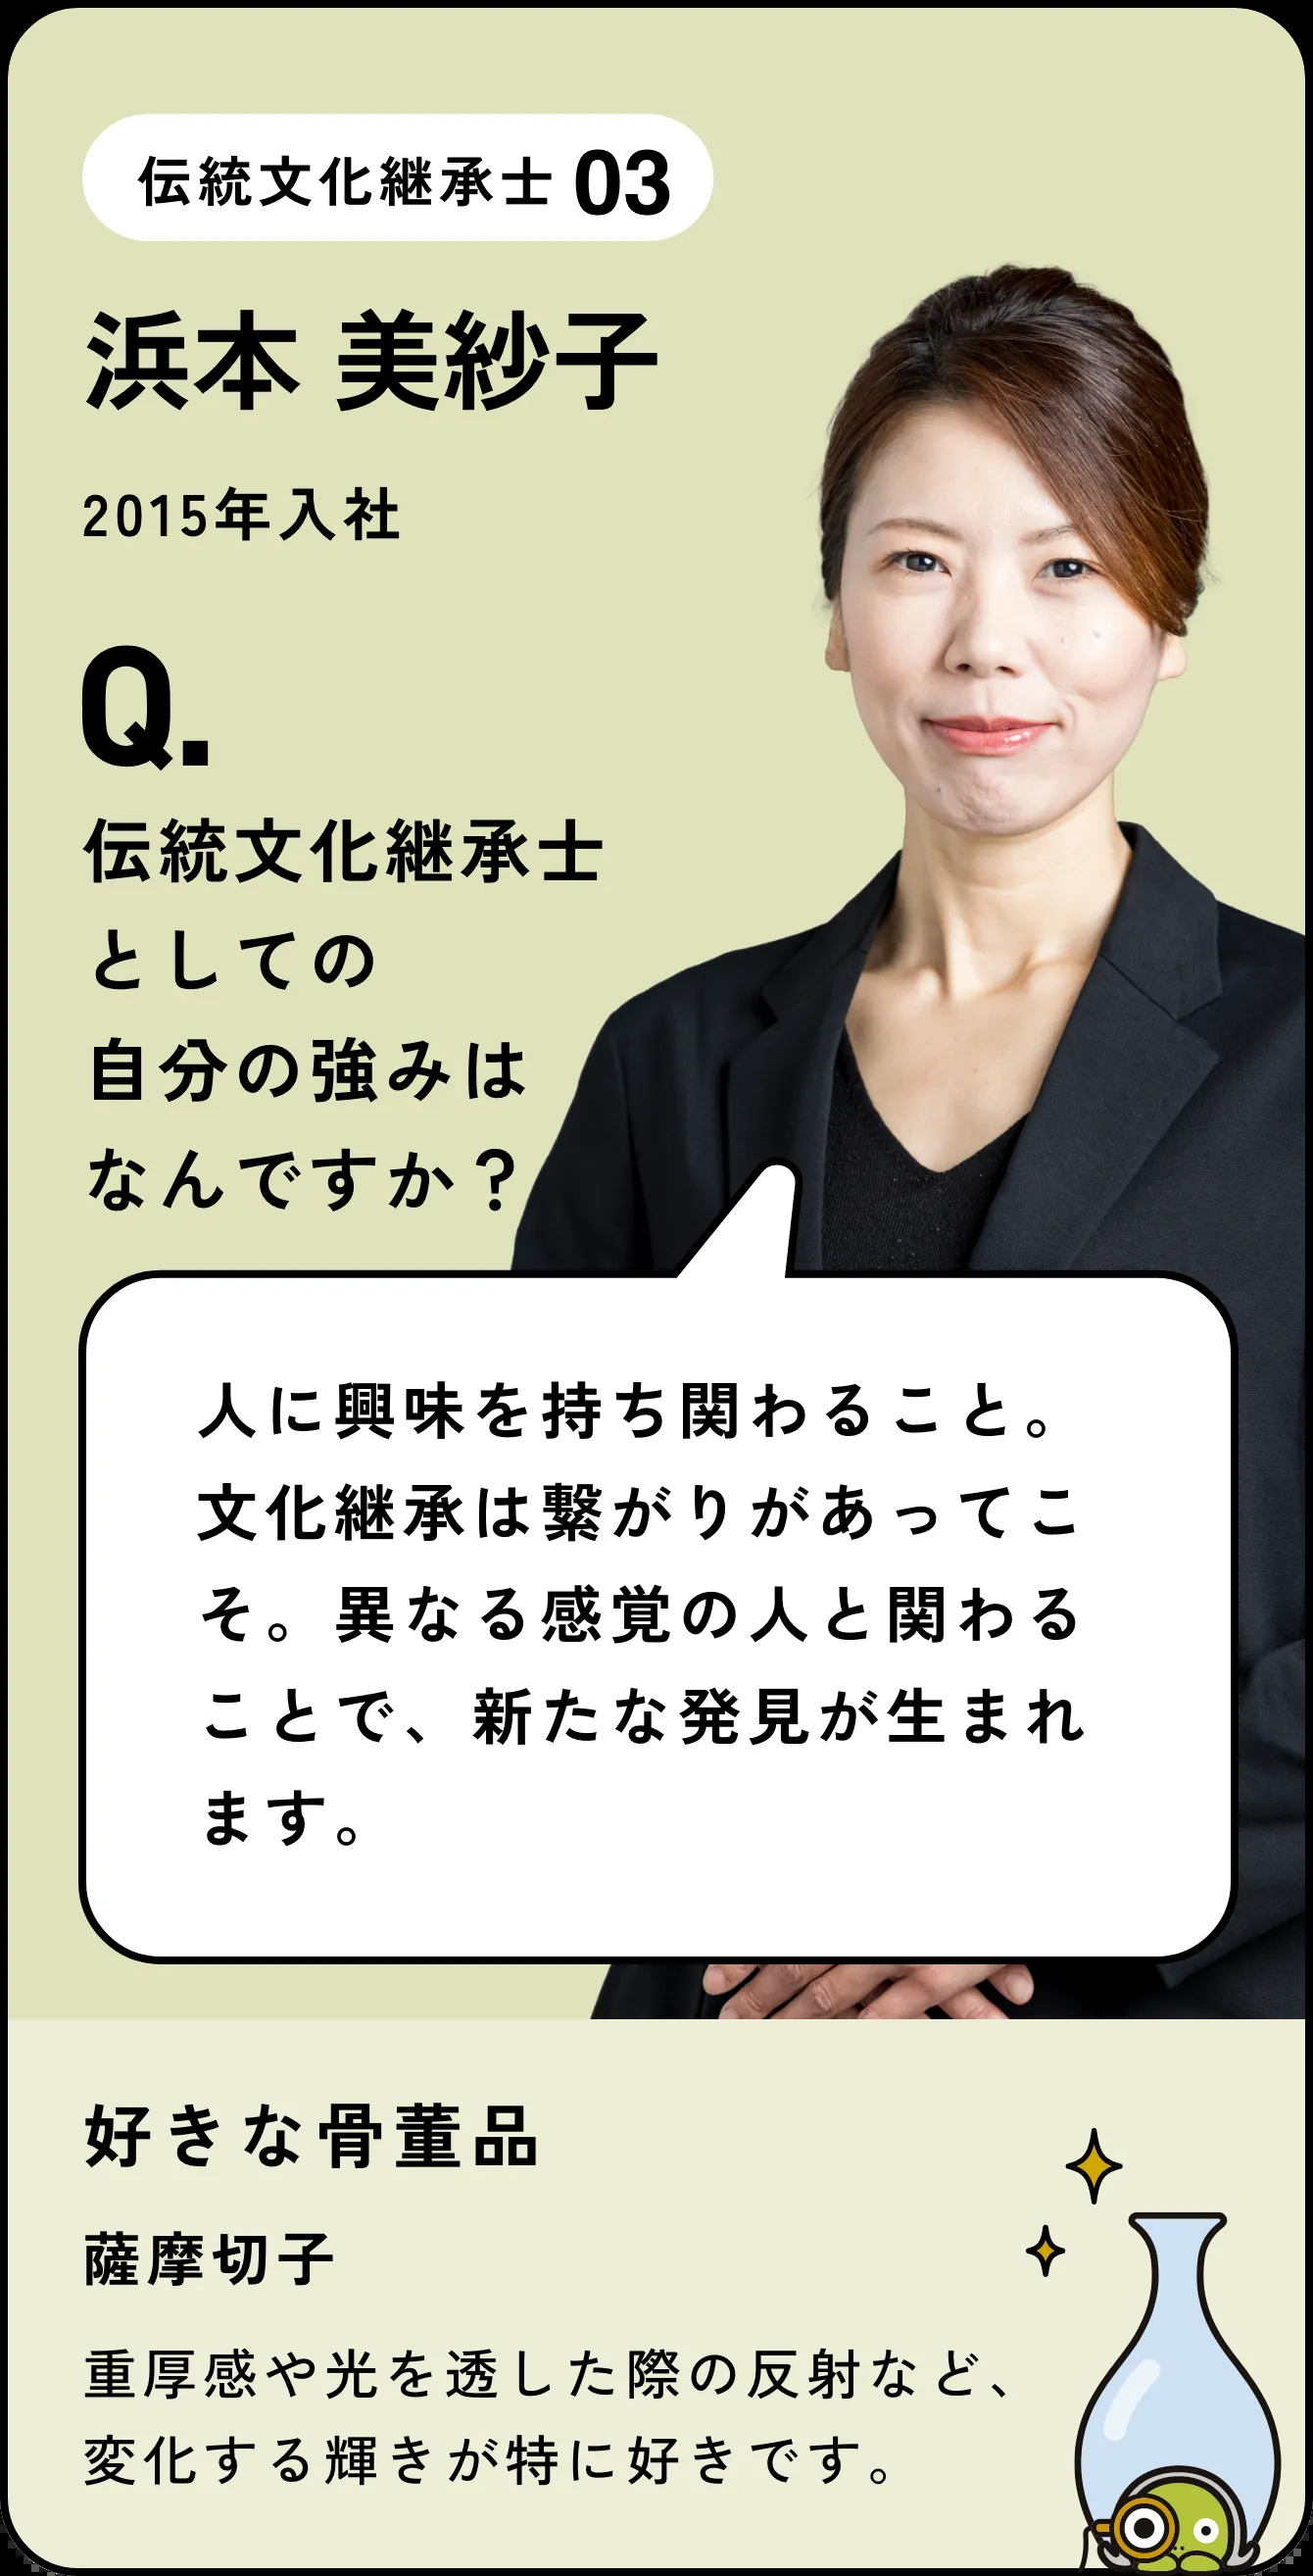 伝統文化継承士 03
浜本 美紗子
2015年入社
Q.
伝統文化継承士
としての
自分の強みは
なんですか？
人に興味を持ち関わること。
文化継承は繋がりがあってこ
そ。異なる感覚の人と関わる
ことで、新たな発見が生まれ
ます。
好きな骨董品
薩摩切子
重厚感や光を透した際の反射など、
変化する輝きが特に好きです。